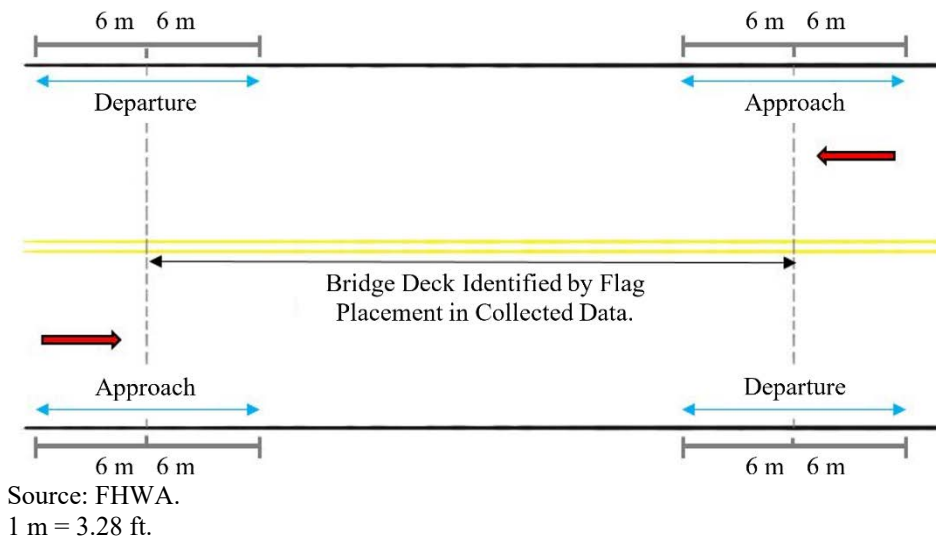 6 m 6 m
6 m 6 m
Departure
Approach
Bridge Deck Identified by Flag
Placement in Collected Data.
Approach
Departure
6 m 6 m
6 m 6 m
Source: FHWA.
1 m = 3.28 ft.